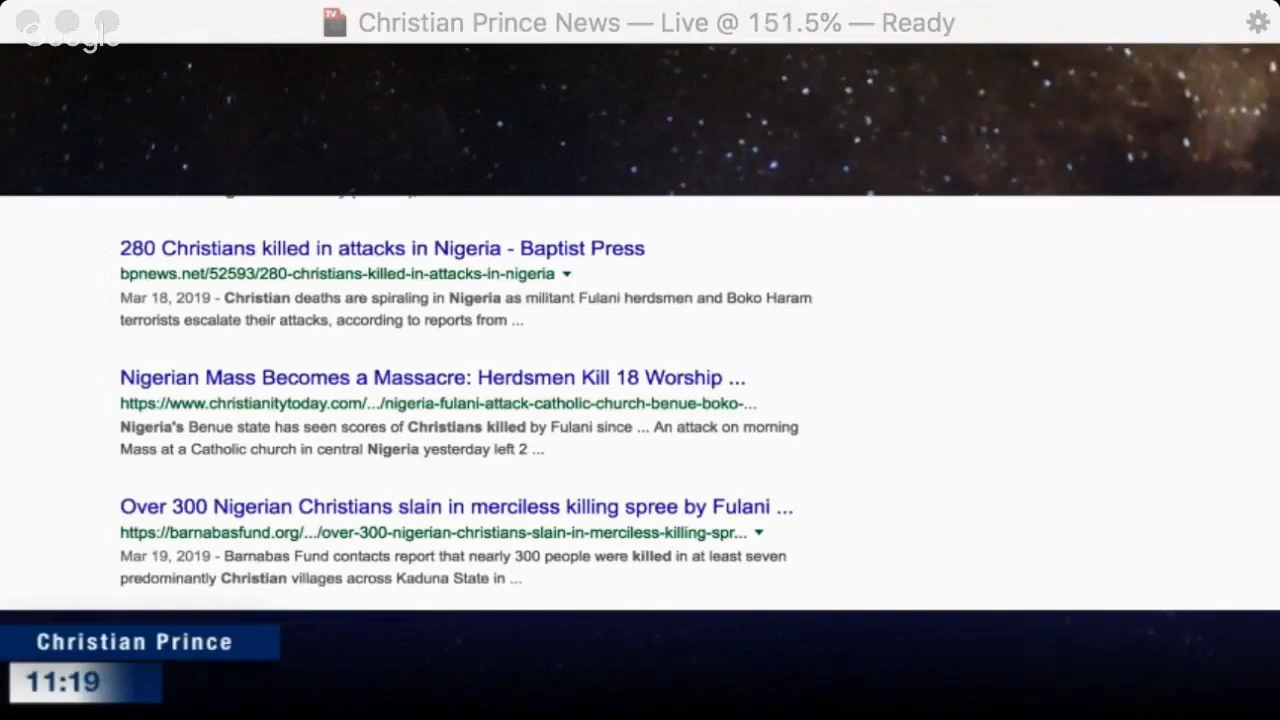 TV Christian Prince News — Live @ 151.5% — Ready
Google
280 Christians killed in attacks in Nigeria - Baptist Press
bpnews.net/52593/280-christians-killed-in-attacks-in-nigeria
Mar 18, 2019 - Christian deaths are spiraling in Nigeria as militant Fulani herdsmen and Boko Haram
terrorists escalate their attacks, according to reports from ...
Nigerian Mass Becomes a Massacre: Herdsmen Kill 18 Worship ...
https://www.christianitytoday.com/.../nigeria-fulani-attack-catholic-church-benue-boko-...
Nigeria's Benue state has seen scores of Christians killed by Fulani since ... An attack on morning
Mass at a Catholic church in central Nigeria yesterday left 2 ...
Over 300 Nigerian Christians slain in merciless killing spree by Fulani ...
https://barnabasfund.org/.../over-300-nigerian-christians-slain-in-merciless-killing-spr...
Mar 19, 2019 - Barnabas Fund contacts report that nearly 300 people were killed in at least seven
predominantly Christian villages across Kaduna State in ...
Christian Prince
11:19